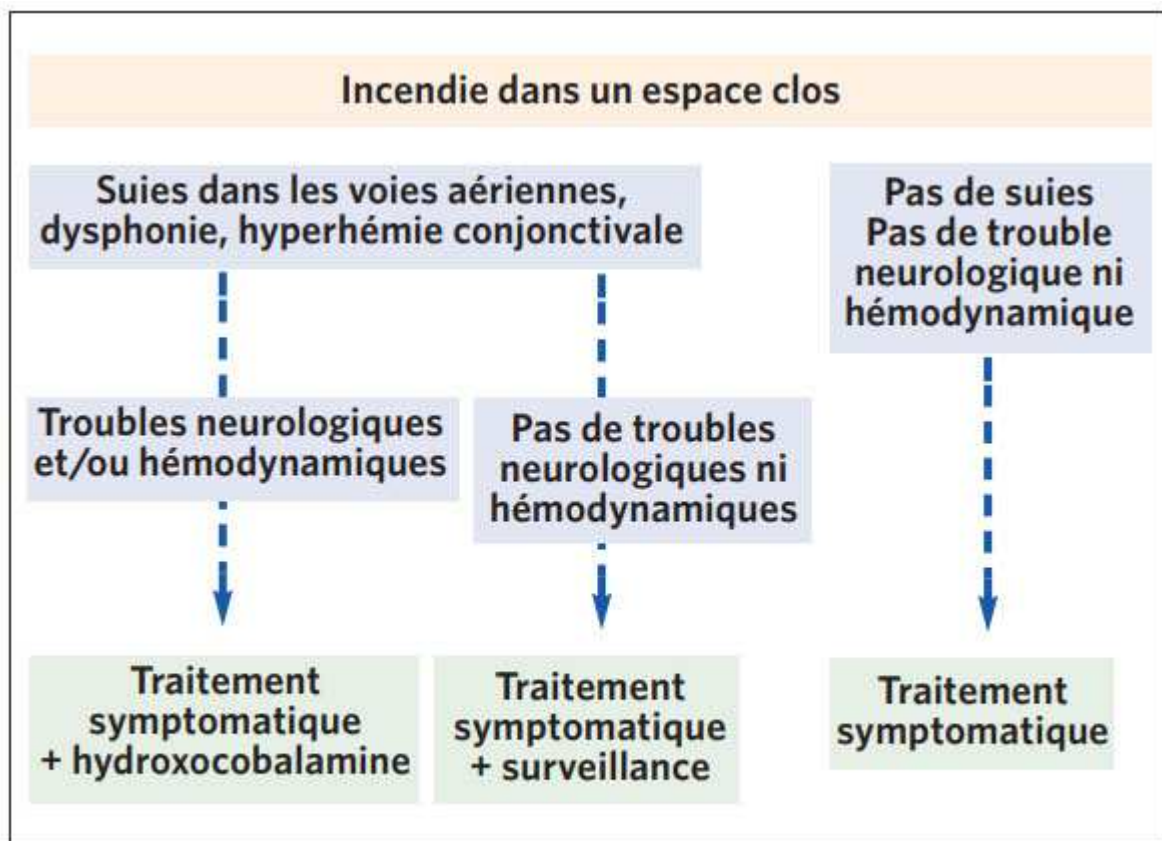 Incendie dans un espace clos
Suies dans les voies aériennes,
dysphonie, hyperhémie conjonctivale
Pas de suies
Pas de trouble
neurologique ni
hémodynamique
Troubles neurologiques
et/ou hémodynamiques
Pas de troubles
neurologiques ni
hémodynamiques
Traitement
symptomatique
+ hydroxocobalamine
Traitement
symptomatique
+ surveillance
Traitement
symptomatique